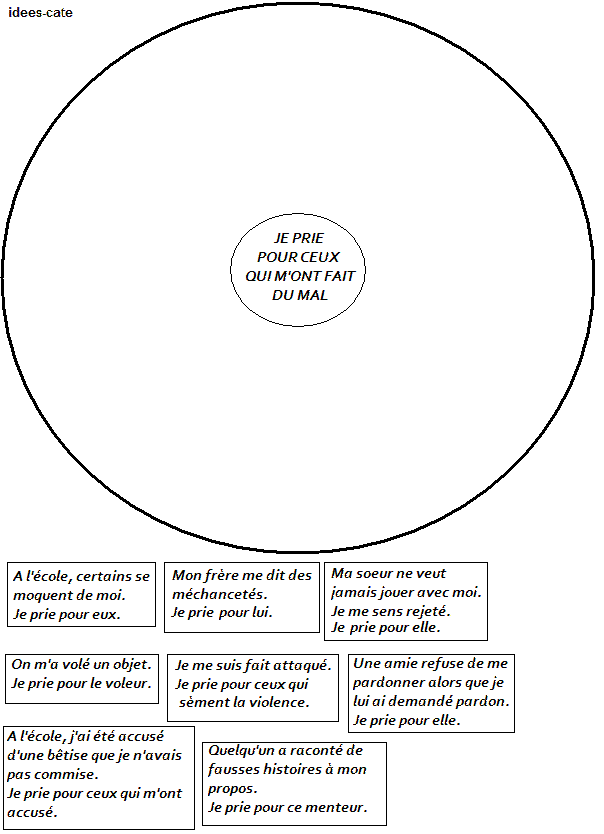 idees-cate
JE PRIE
POUR CEUX
QUI M'ONT FAIT
DU MAL
A l'école, certains se
moquent de moi.
Je prie pour eux.
Mon frère me dit des
méchancetés.
Je prie pour lui.
Ma soeur ne veut
jamais jouer avec moi.
Je me sens rejeté.
Je prie pour elle.
On m'a volé un objet.
Je prie pour le voleur.
Je me suis fait attaqué.
Je prie pour ceux qui
sèment la violence.
Une amie refuse de me
pardonner alors que je
lui ai demandé pardon.
Je prie pour elle.
A l'école, j'ai été accusé
d'une bêtise que je n'avais
pas commise.
Je prie pour ceux qui m'ont
accusé.
Quelqu'un a raconté de
fausses histoires à mon
propos.
Je prie pour ce menteur.